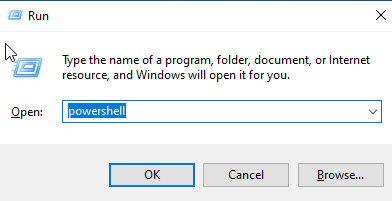 Run
Type the name of a program, folder, document, or Internet
resource, and Windows will open it for you.
Open: powershell
OK Cancel Browse...